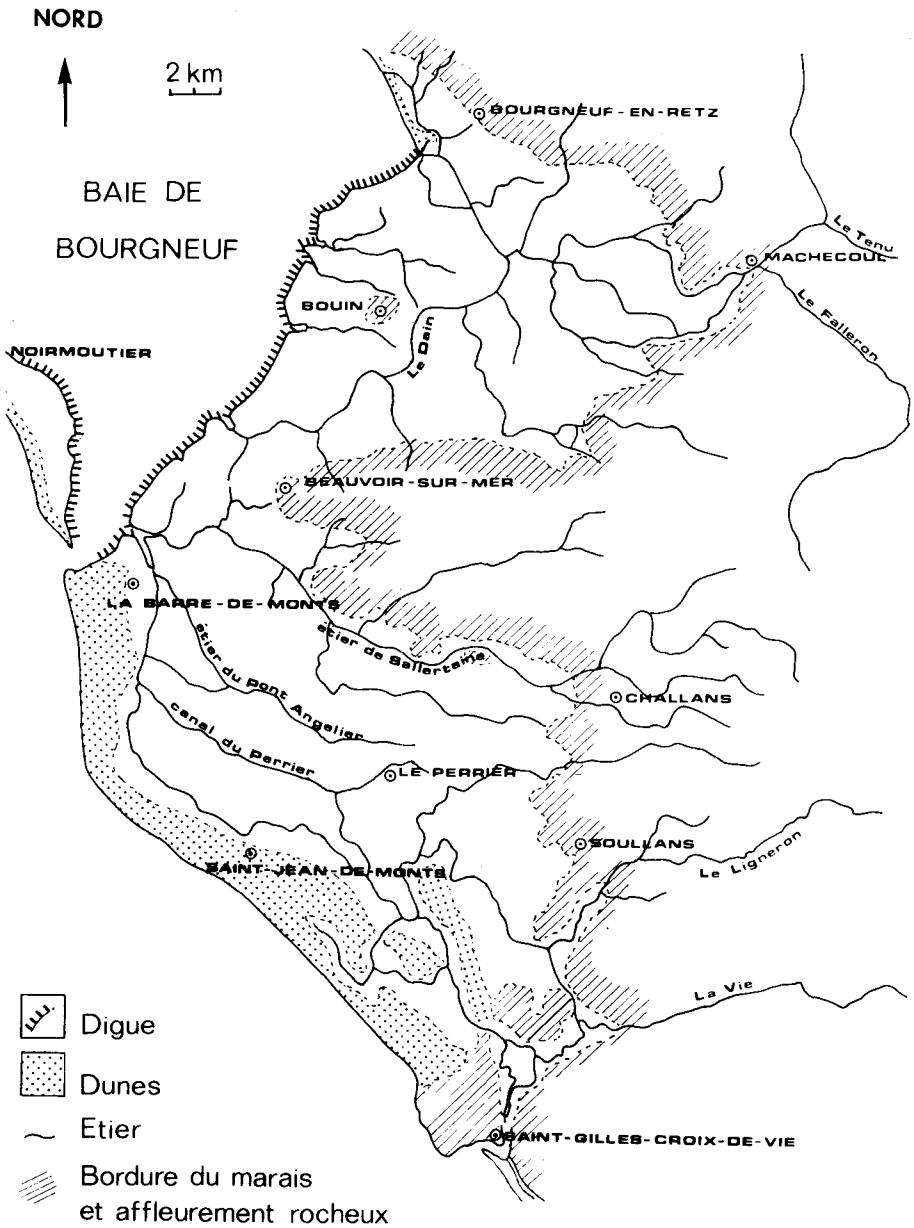 NORD
2 km
BOURGNEUF-EN-RETZ
BAIE DE
BOURGNEUF
Le Tenu
MACHECOUL
Le Falleron
BOUIN
Le Dain
NOIRMOUTIER
BEAUVOIR-SUR-MER
LA BARRE-DE-MONTS
étier de Sallertaine
étier du Pont Angelier
CHALLANS
canal du Perrier
LE PERRIER
SOULLANS
SAINT-JEAN-DE-MONTS
Le Ligneron
La Vie
SAINT-GILLES-CROIX-DE-VIE
Digue
Dunes
Etier
Bordure du marais
et affleurement rocheux